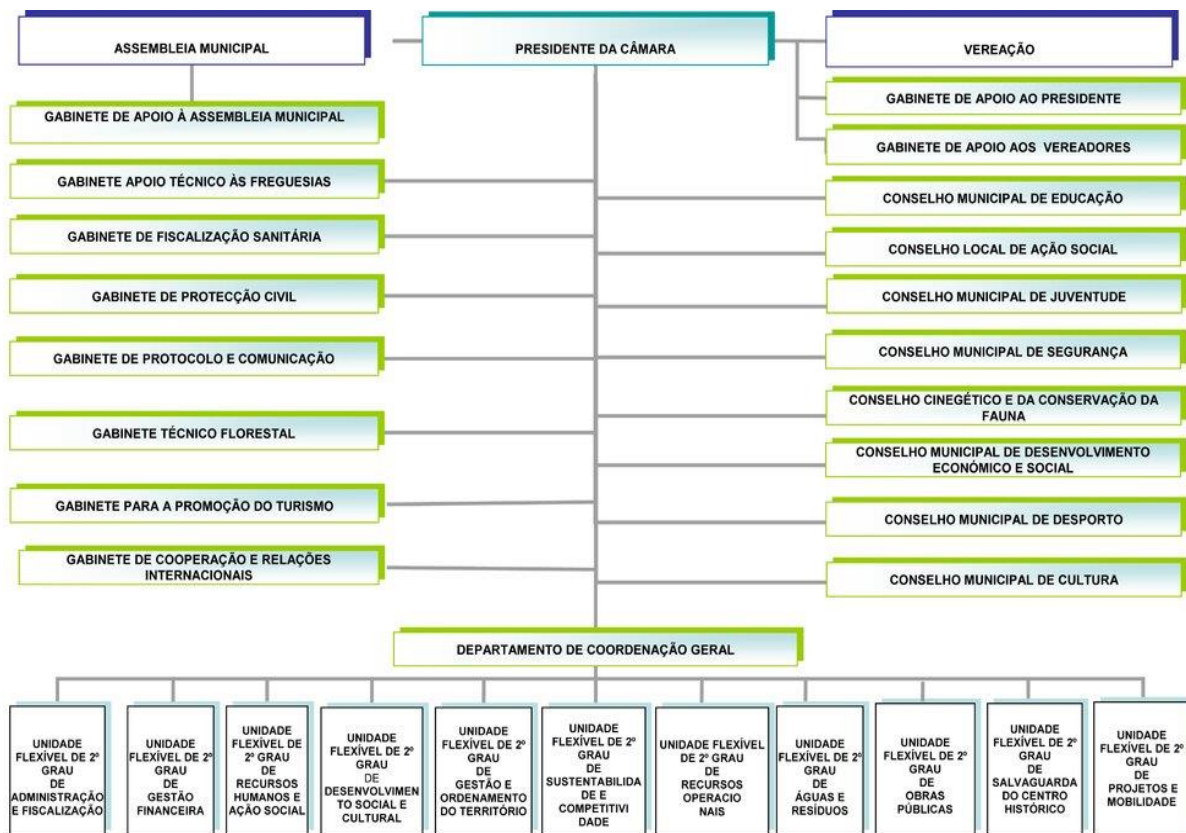 ASSEMBLEIA MUNICIPAL
PRESIDENTE DA CÂMARA
VEREAÇÃO
GABINETE DE APOIO À ASSEMBLEIA MUNICIPAL
GABINETE APOIO TÉCNICO ÀS FREGUESIAS
GABINETE DE FISCALIZAÇÃO SANITÁRIA
GABINETE DE PROTECÇÃO CIVIL
GABINETE DE PROTOCOLO E COMUNICAÇÃO
GABINETE TÉCNICO FLORESTAL
GABINETE PARA A PROMOÇÃO DO TURISMO
GABINETE DE COOPERAÇÃO E RELAÇÕES
INTERNACIONAIS
GABINETE DE APOIO AO PRESIDENTE
GABINETE DE APOIO AOS VEREADORES
CONSELHO MUNICIPAL DE EDUCAÇÃO
CONSELHO LOCAL DE AÇÃO SOCIAL
CONSELHO MUNICIPAL DE JUVENTUDE
CONSELHO MUNICIPAL DE SEGURANÇA
CONSELHO CINEGÉTICO E DA CONSERVAÇÃO DA
FAUNA
CONSELHO MUNICIPAL DE DESENVOLVIMENTO
ECONÓMICO E SOCIAL
CONSELHO MUNICIPAL DE DESPORTO
CONSELHO MUNICIPAL DE CULTURA
DEPARTAMENTO DE COORDENAÇÃO GERAL
UNIDADE
FLEXÍVEL DE 2º
GRAU
DE
ADMINISTRAÇÃO
E FISCALIZAÇÃO
UNIDADE
FLEXÍVEL DE 2º
GRAU
DE
GESTÃO
FINANCEIRA
UNIDADE
FLEXÍVEL DE
2º GRAU
DE
RECURSOS
HUMANOS E
AÇÃO SOCIAL
UNIDADE
FLEXÍVEL DE 2º
GRAU
DE
DESENVOLVIME
NTO SOCIAL E
CULTURAL
UNIDADE
FLEXÍVEL DE 2º
GRAU
DE
GESTÃO E
ORDENAMENTO
DO TERRITÓRIO
UNIDADE
FLEXÍVEL DE 2º
GRAU
DE
SUSTENTABILIDA
DE E
COMPETITIVI
DADE
UNIDADE FLEXÍVEL
DE 2º GRAU
DE
RECURSOS
OPERACIO
NAIS
UNIDADE
FLEXÍVEL DE 2º
GRAU
DE
ÁGUAS E
RESÍDUOS
UNIDADE
FLEXÍVEL DE 2º
GRAU
DE
OBRAS
PÚBLICAS
UNIDADE
FLEXÍVEL DE 2º
GRAU
DE
SALVAGUARDA
DO CENTRO
HISTÓRICO
UNIDADE
FLEXÍVEL DE 2º
GRAU
DE
PROJETOS E
MOBILIDADE